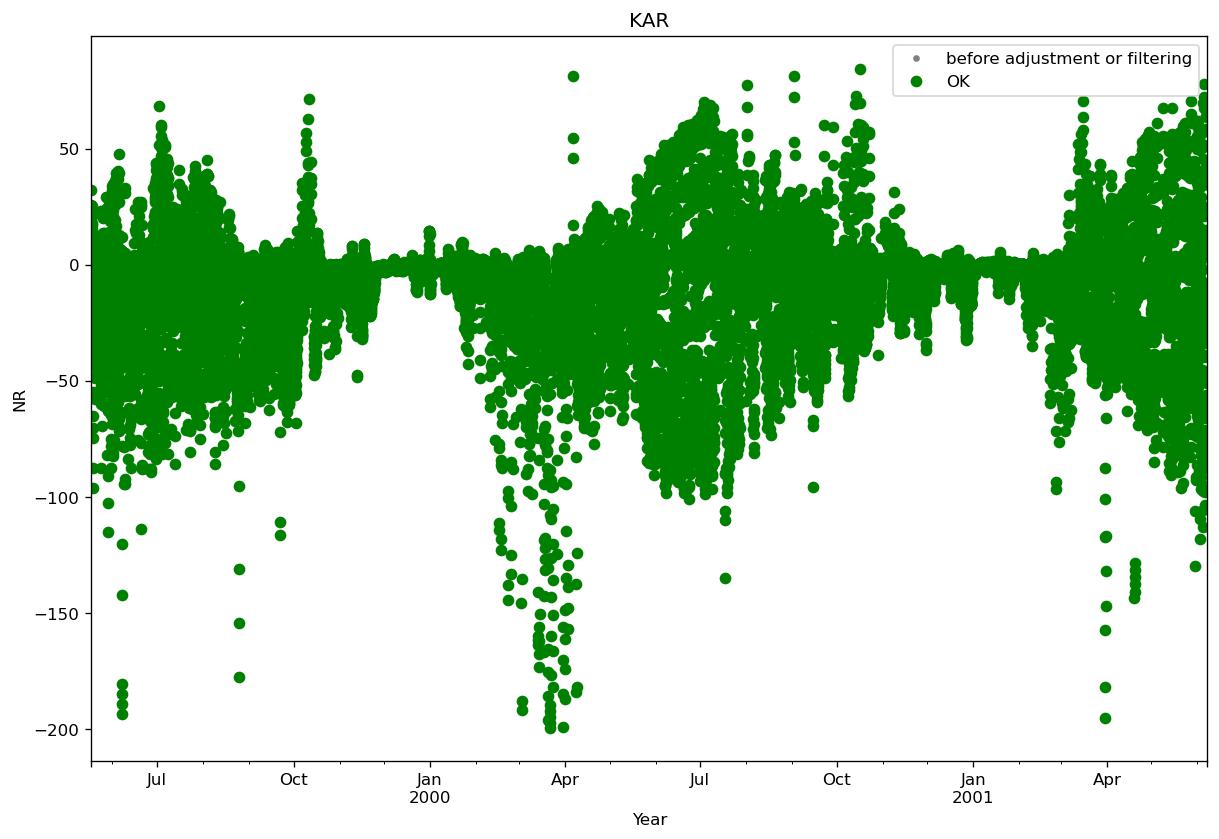 KAR
before adjustment or filtering
OK
NR
50
0
−50
−100
−150
−200
Jul
Oct
Jan
2000
Apr
Jul
Oct
Jan
2001
Apr
Year